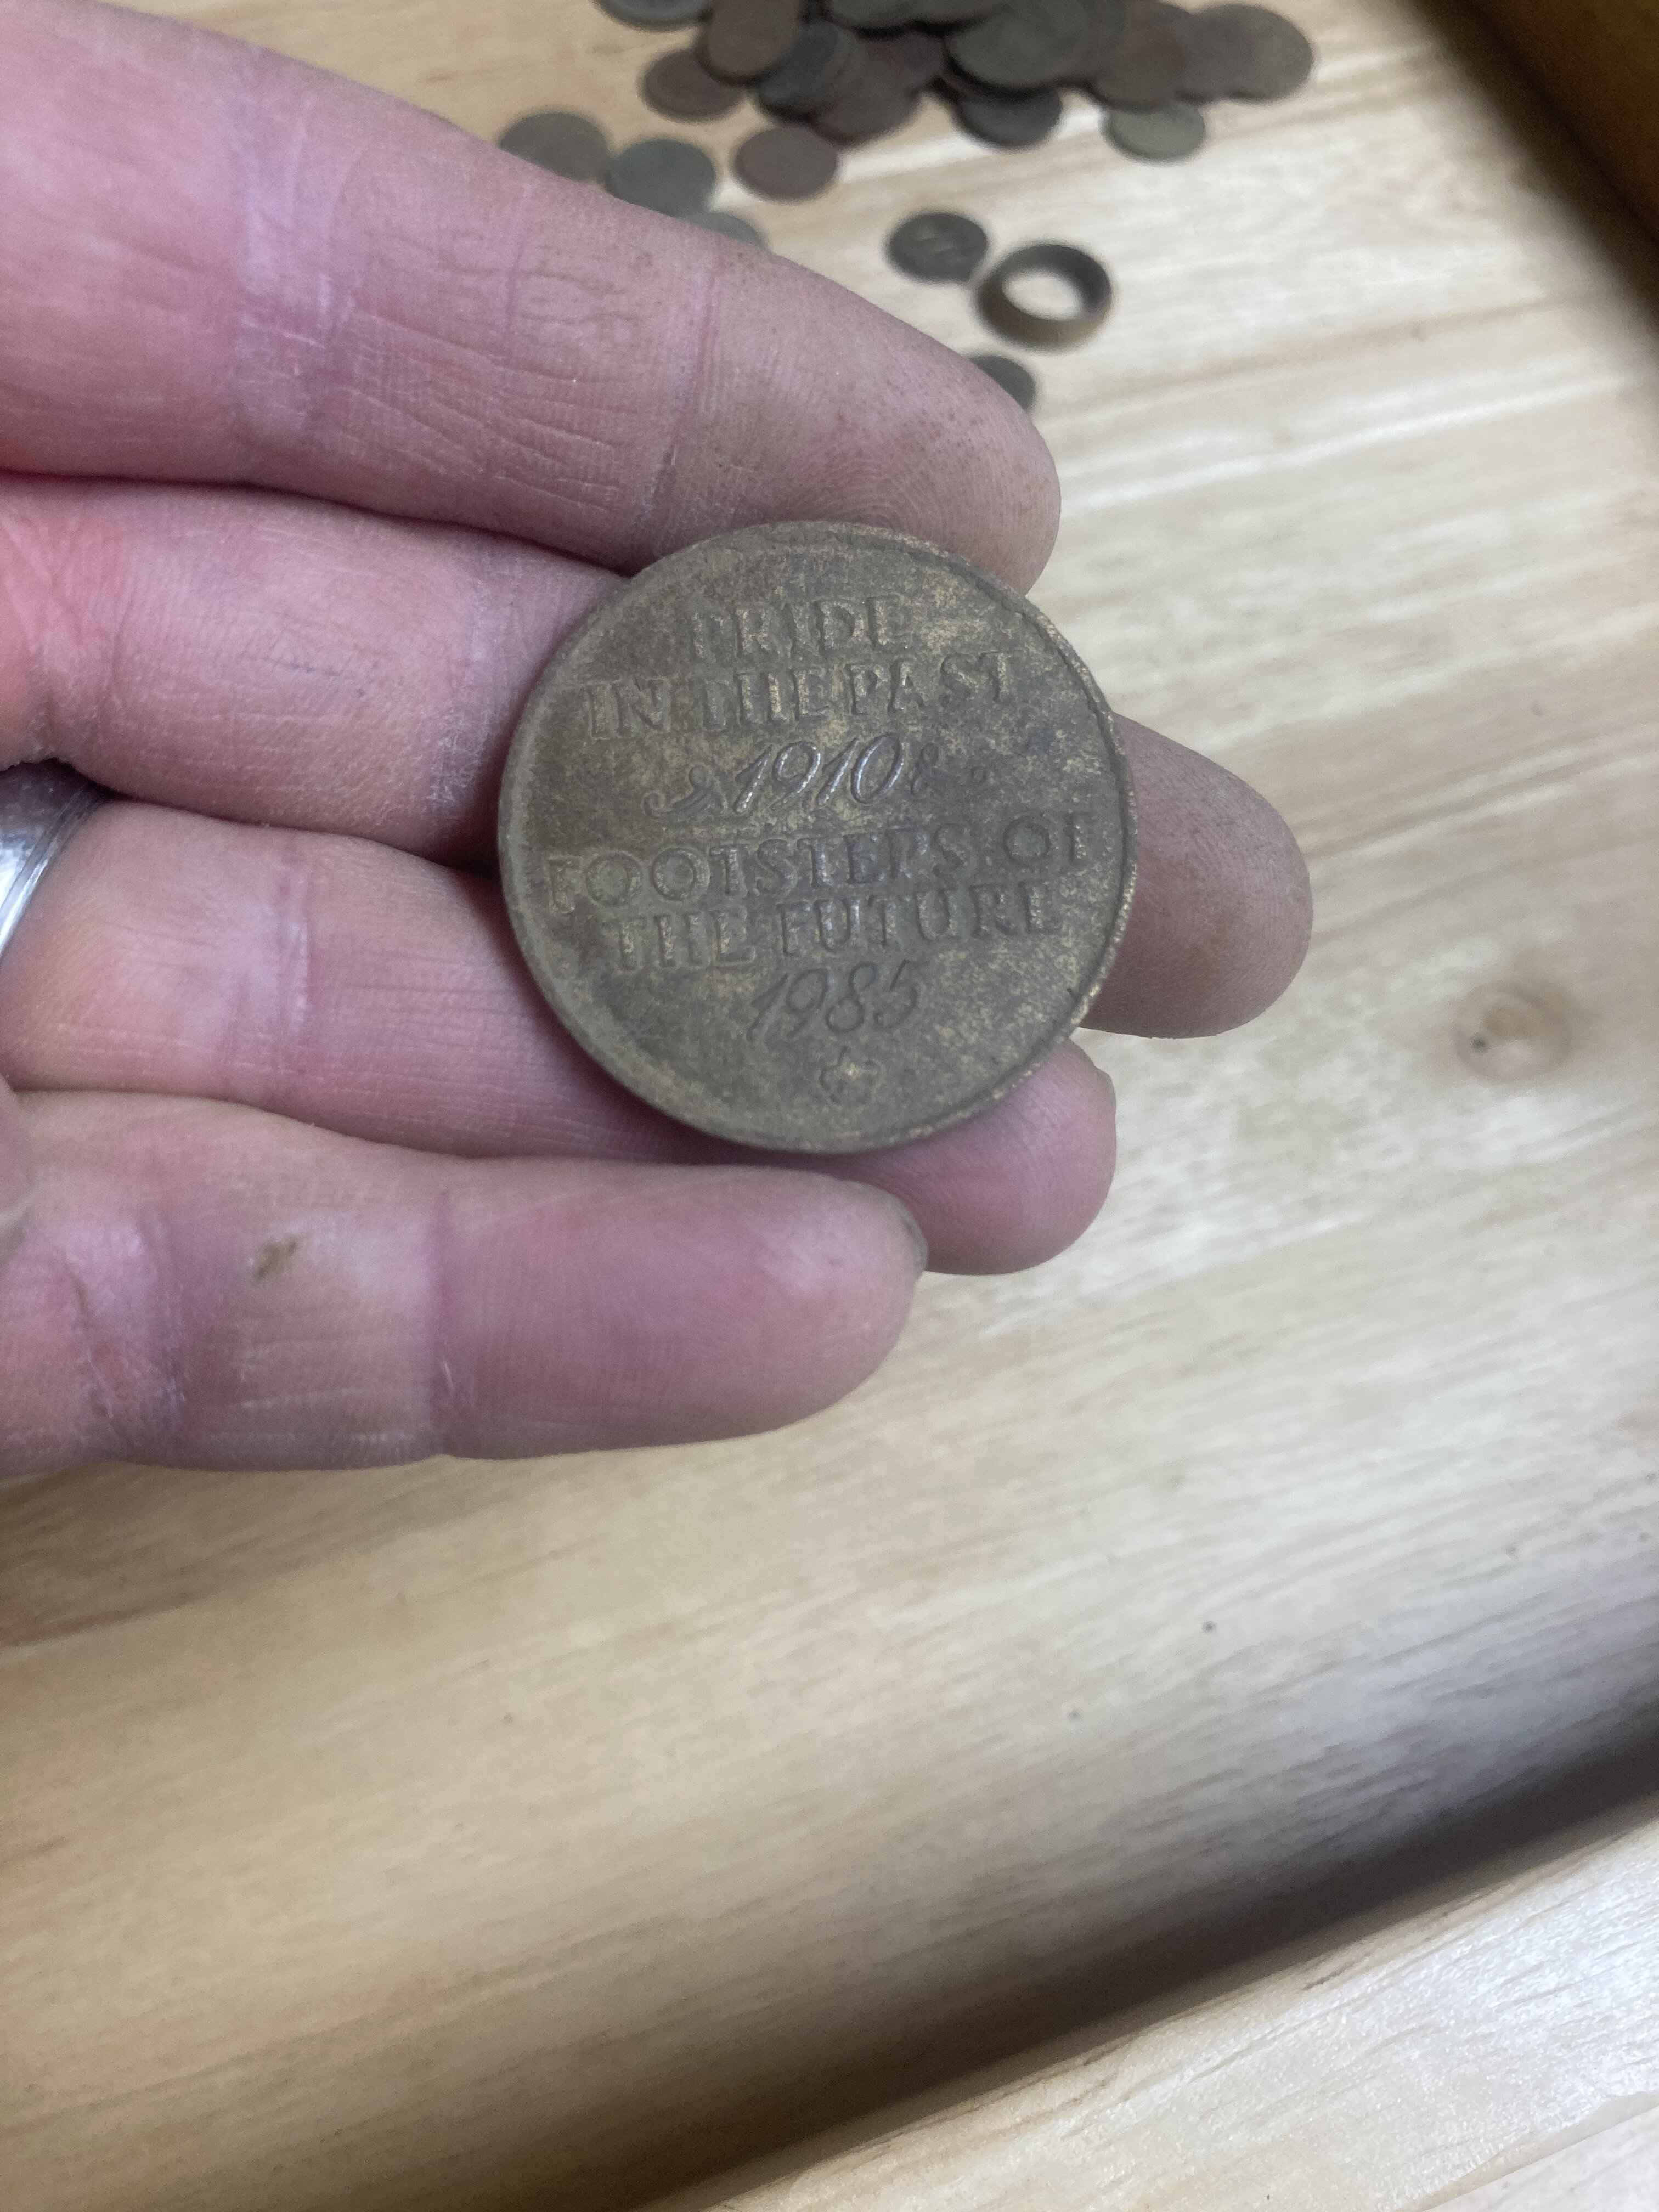 PRIDE
IN THE PAST
1910
FOOTSTEPS OF
THE FUTURE
1985